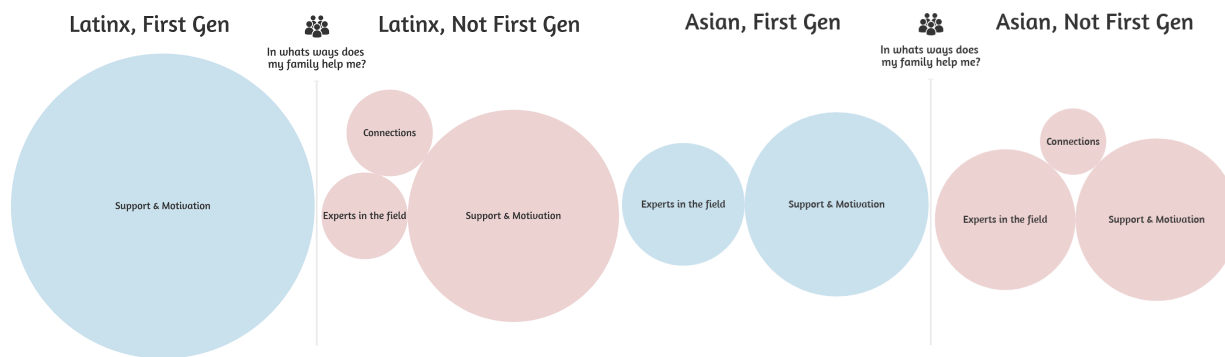 Latinx, First Gen
In whats ways does
my family help me?
Latinx, Not First Gen
Asian, First Gen
In whats ways does
my family help me?
Asian, Not First Gen
Support & Motivation
Connections
Experts in the field
Support & Motivation
Experts in the field
Support & Motivation
Connections
Experts in the field
Support & Motivation